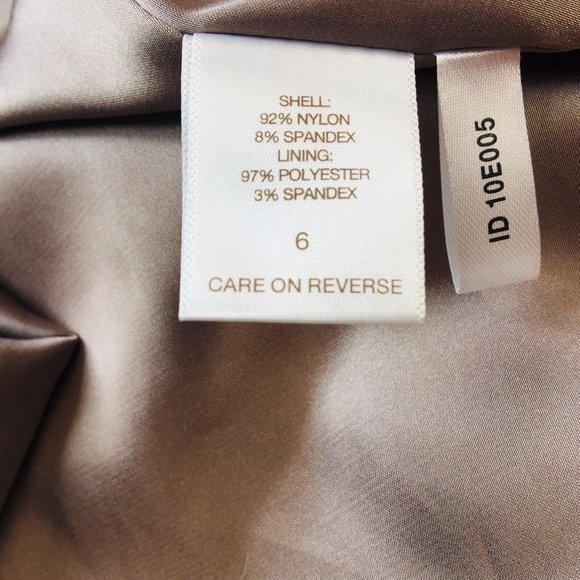 SHELL:
92% NYLON
8% SPANDEX
LINING:
97% POLYESTER
3% SPANDEX
6
CARE ON REVERSE
ID 10E005